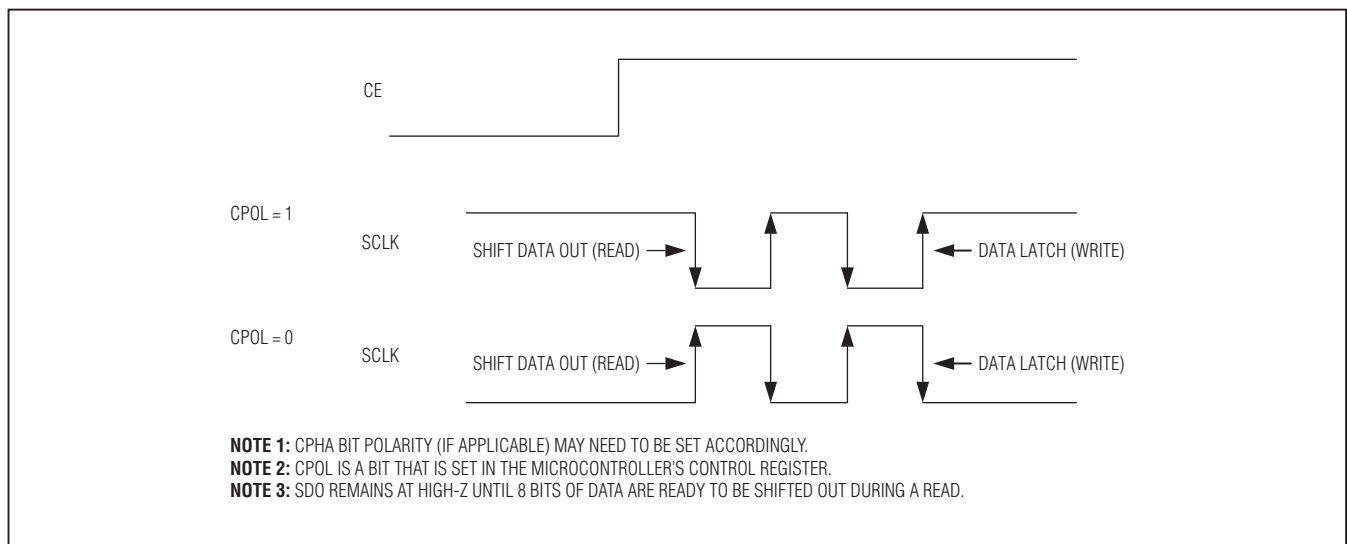 CE
CPOL = 1
SCLK
SHIFT DATA OUT (READ)
DATA LATCH (WRITE)
CPOL = 0
SCLK
SHIFT DATA OUT (READ)
DATA LATCH (WRITE)
NOTE 1: CPHA BIT POLARITY (IF APPLICABLE) MAY NEED TO BE SET ACCORDINGLY.
NOTE 2: CPOL IS A BIT THAT IS SET IN THE MICROCONTROLLER'S CONTROL REGISTER.
NOTE 3: SDO REMAINS AT HIGH-Z UNTIL 8 BITS OF DATA ARE READY TO BE SHIFTED OUT DURING A READ.